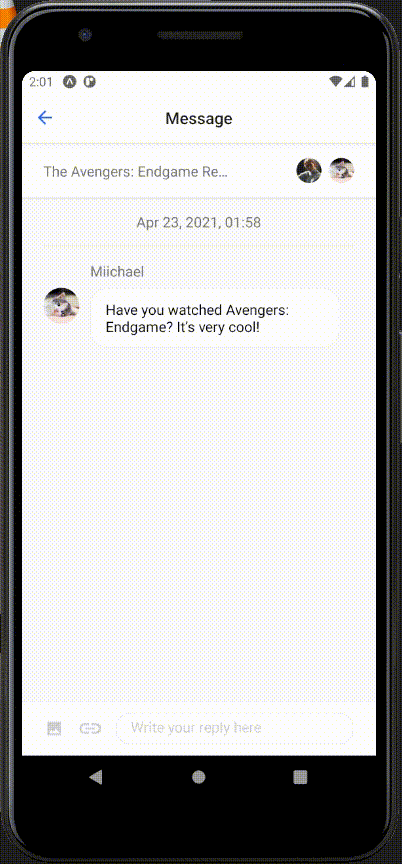 2:01
Message
The Avengers: Endgame Re...
Apr 23, 2021, 01:58
Miichael
Have you watched Avengers:
Endgame? It's very cool!
Write your reply here